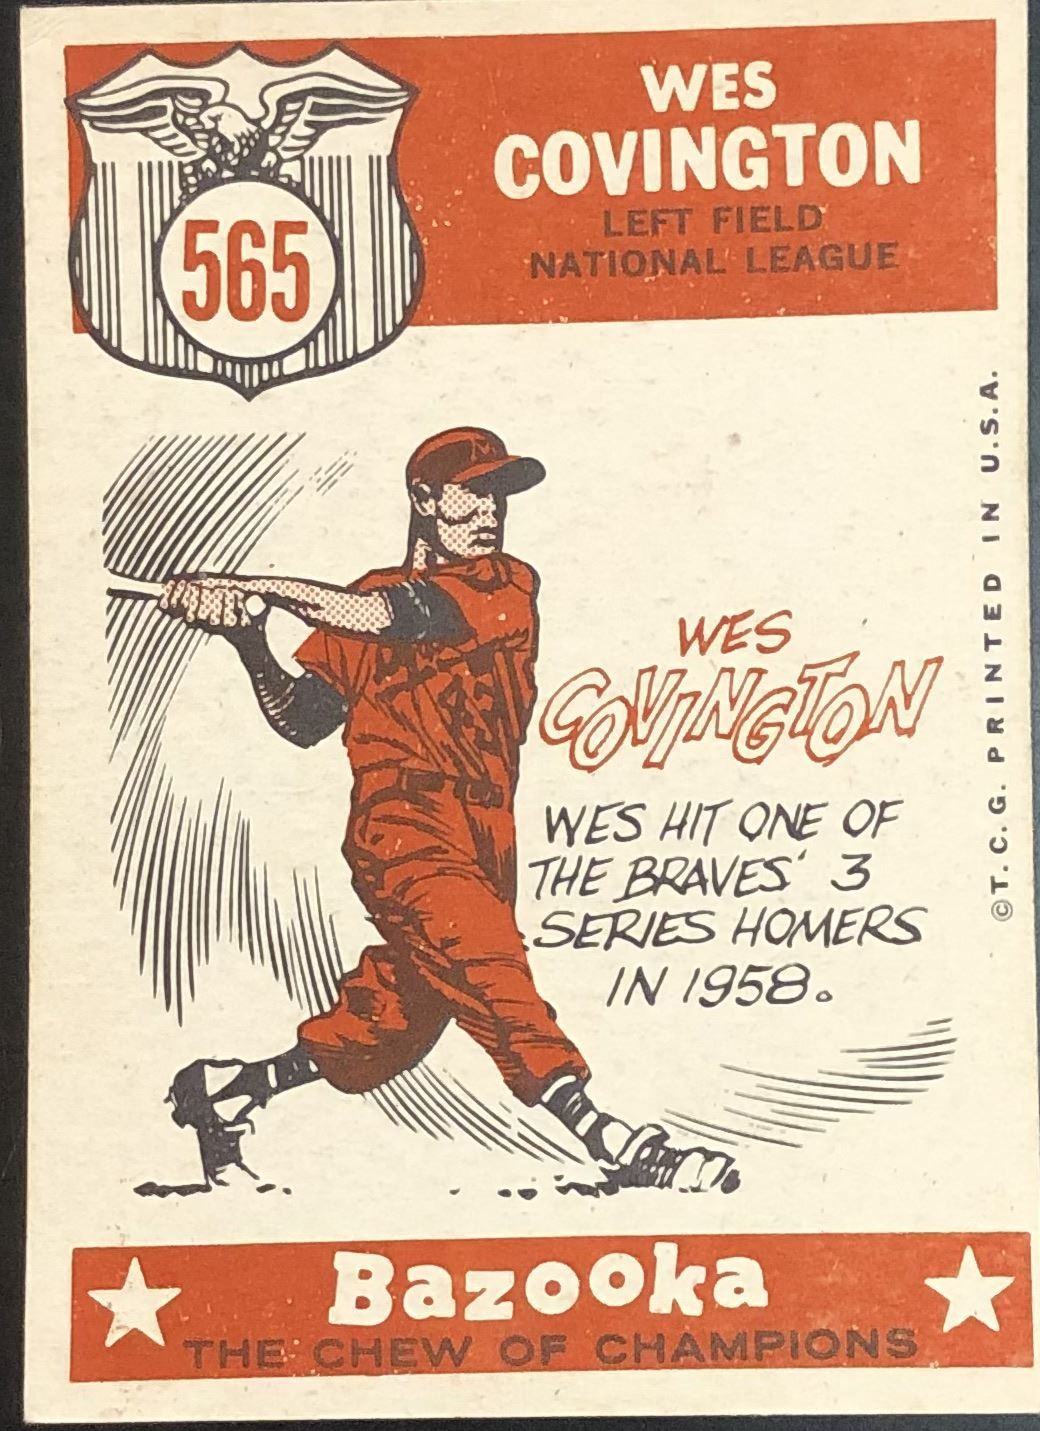 565
WES
COVINGTON
LEFT FIELD
NATIONAL LEAGUE
M
WES
COVINGTON
WES HIT ONE OF
THE BRAVES' 3
SERIES HOMERS
IN 1958.
© T. C. G. PRINTED IN U.S.A.
Bazooka
THE CHEW OF CHAMPIONS